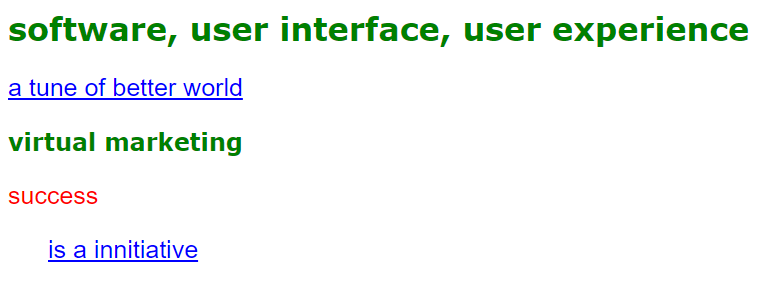 software, user interface, user experience
a tune of better world
virtual marketing
success
is a innitiative